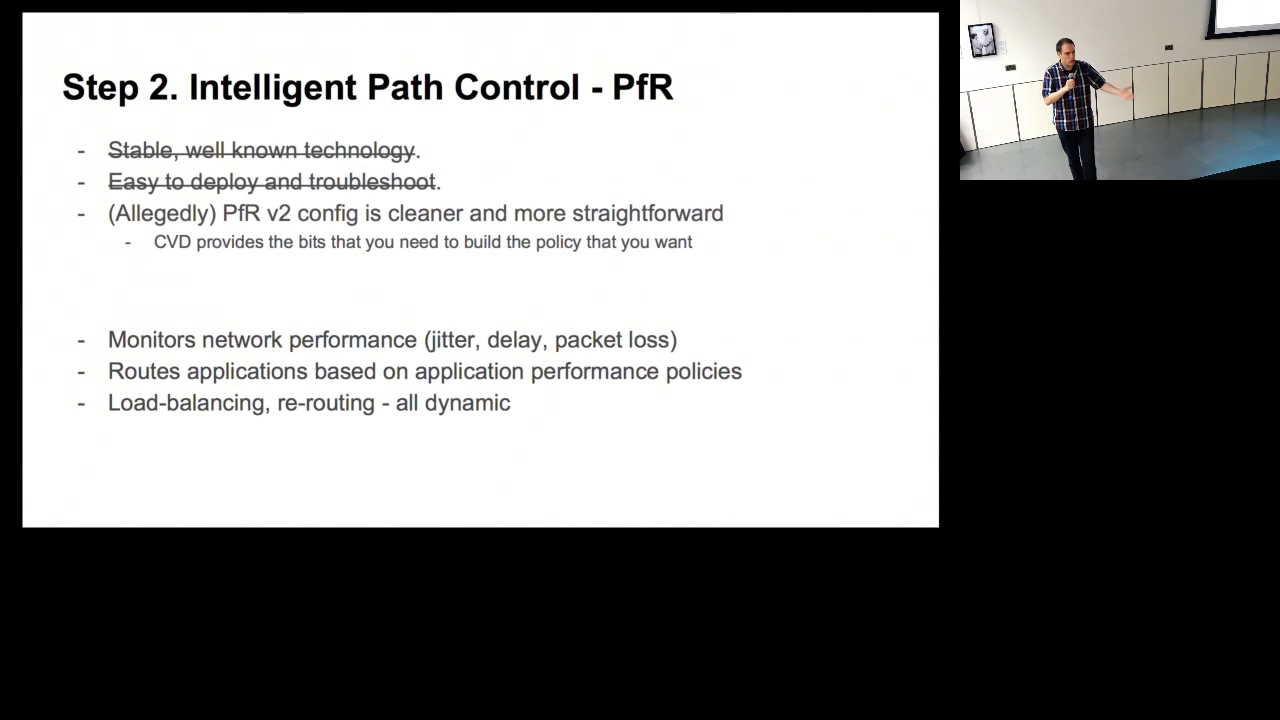 Step 2. Intelligent Path Control - PfR
- Stable, well known technology.
- Easy to deploy and troubleshoot.
- (Allegedly) PfR v2 config is cleaner and more straightforward
- CVD provides the bits that you need to build the policy that you want
- Monitors network performance (jitter, delay, packet loss)
- Routes applications based on application performance policies
- Load-balancing, re-routing - all dynamic